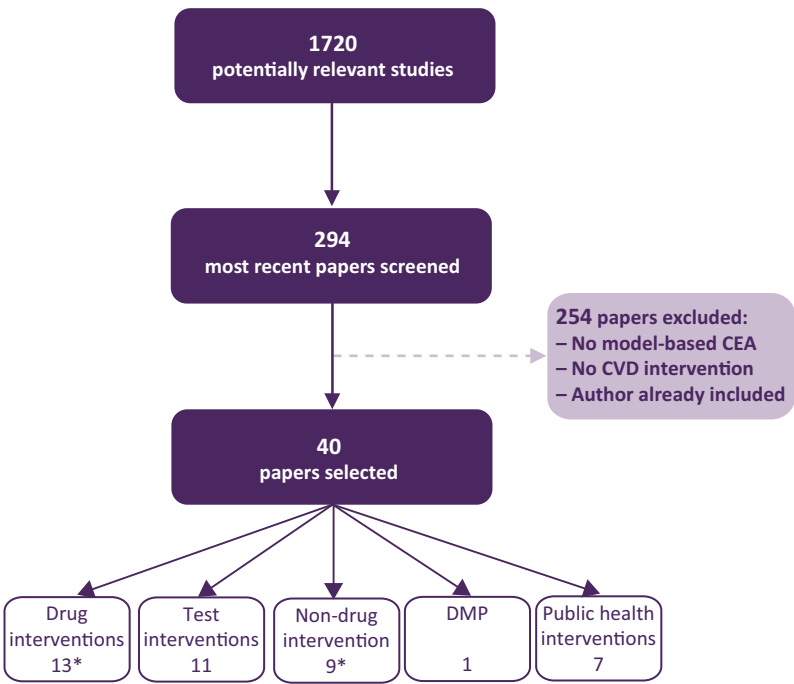 1720
potentially relevant studies
294
most recent papers screened
254 papers excluded:
– No model-based CEA
– No CVD intervention
– Author already included
40
papers selected
Drug
interventions
13*
Test
interventions
11
Non-drug
intervention
9*
DMP
1
Public health
interventions
7